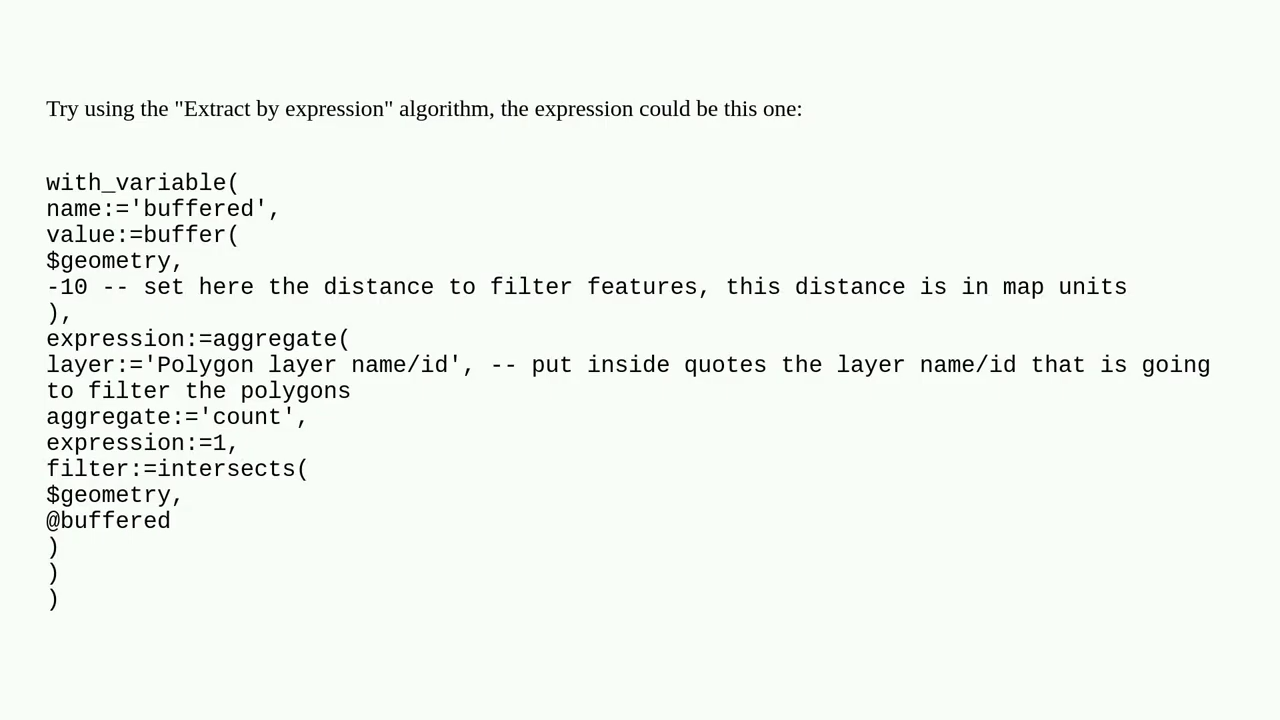 Try using the "Extract by expression" algorithm, the expression could be this one:
with_variable(
name:='buffered',
value:=buffer(
$geometry,
-10 -- set here the distance to filter features, this distance is in map units
),
expression:=aggregate(
layer:='Polygon layer name/id', -- put inside quotes the layer name/id that is going
to filter the polygons
aggregate:='count',
expression:=1,
filter:=intersects(
$geometry,
@buffered
)
)
)